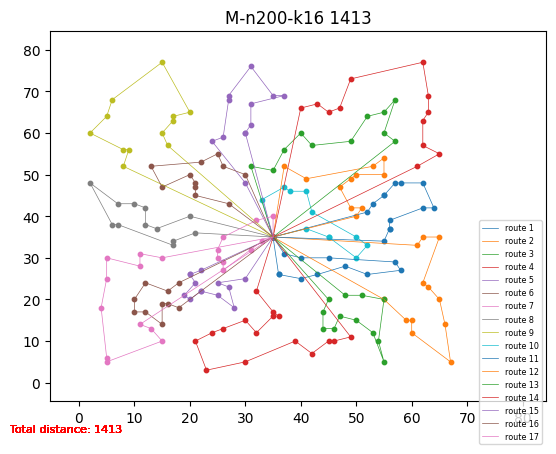 M-n200-k16 1413
80
70
60
50
40
30
20
10
0
0 10 20 30 40 50 60 70 80
route 1
route 2
route 3
route 4
route 5
route 6
route 7
route 8
route 9
route 10
route 11
route 12
route 13
route 14
route 15
route 16
route 17
Total distance: 1413